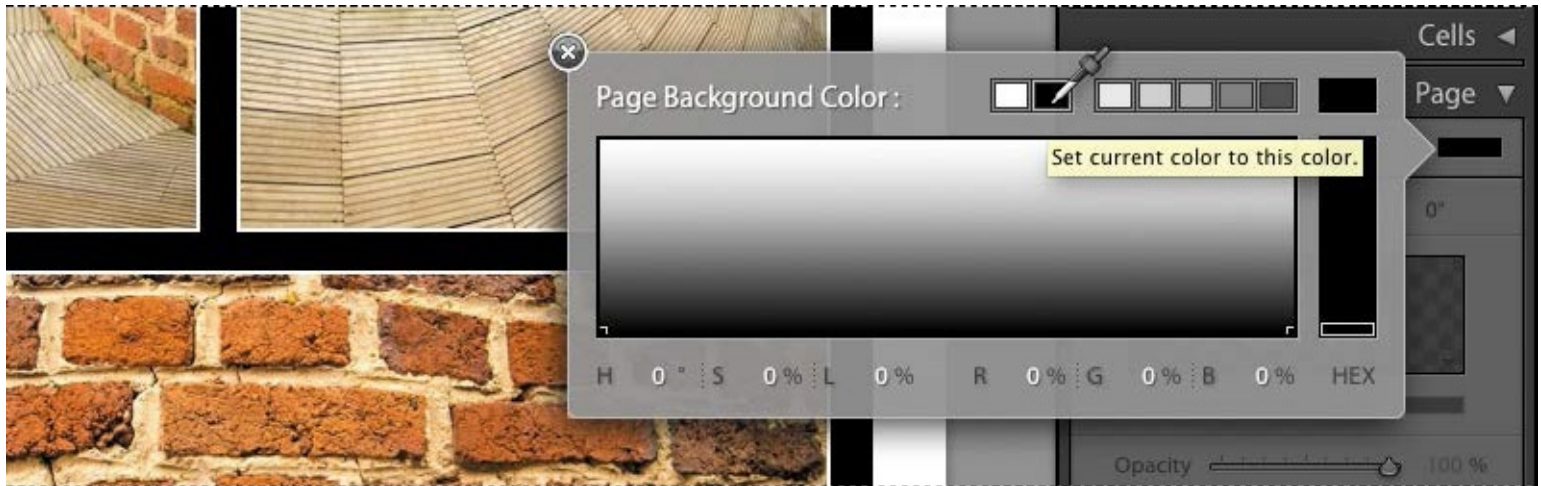 Cells
Page Background Color :
Page
Set current color to this color.
0°
H 0 ° S 0 % L 0 % R 0 % G 0 % B 0 % HEX
Opacity 100 %